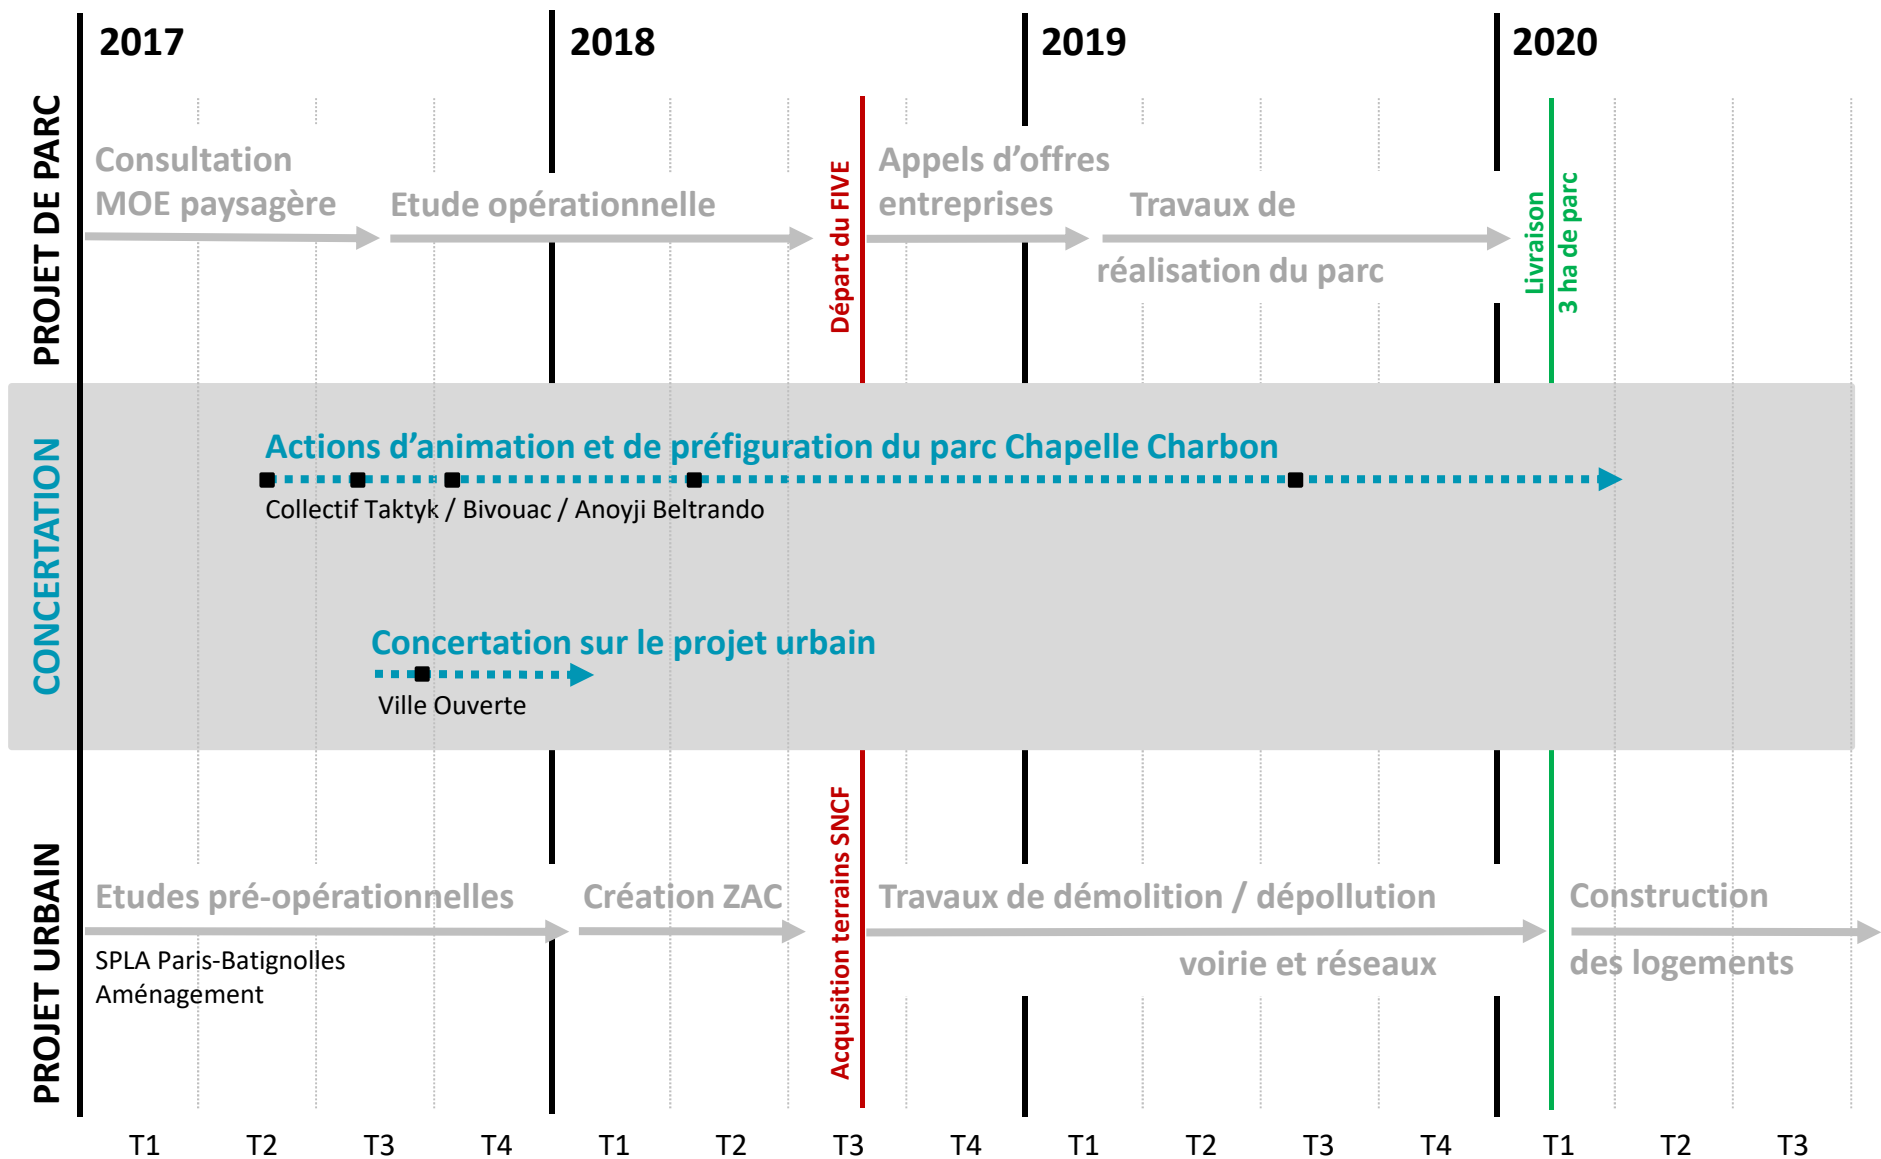 2017
2018
2019
2020
PROJET DE PARC
Consultation
MOE paysagère
Etude opérationnelle
Départ du FIVE
Appels d’offres
entreprises
Travaux de
réalisation du parc
Livraison
3 ha de parc
CONCERTATION
Actions d’animation et de préfiguration du parc Chapelle Charbon
Collectif Taktyk / Bivouac / Anoyji Beltrando
Concertation sur le projet urbain
Ville Ouverte
PROJET URBAIN
Etudes pré-opérationnelles
SPLA Paris-Batignolles
Aménagement
Création ZAC
Acquisition terrains SNCF
Travaux de démolition / dépollution
voirie et réseaux
Construction
des logements
T1
T2
T3
T4
T1
T2
T3
T4
T1
T2
T3
T4
T1
T2
T3